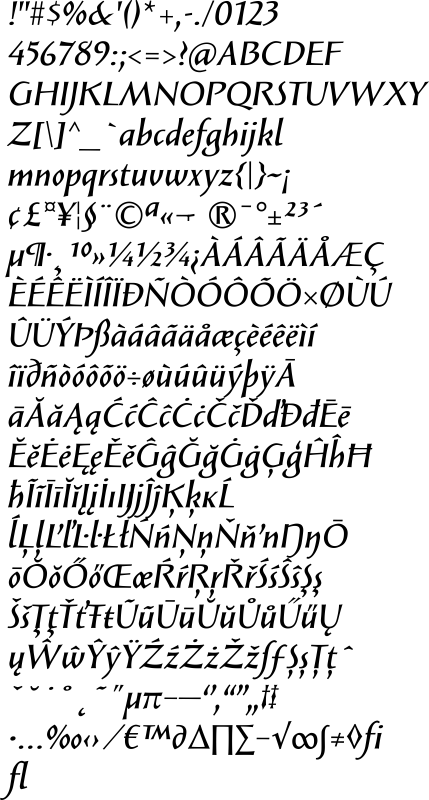 !"#$%&'()*+,-./0123
456789:;<=>?@ABCDEF
GHIJKLMNOPQRSTUVWXY
Z[\]^_`abcdefghijkl
mnopqrstuvwxyz{|}~¡
¢£¤¥¦§¨©ª«¬­®¯°±²³´
µ¶·¸¹º»¼½¾¿ÀÁÂÃÄÅÆÇ
ÈÉÊËÌÍÎÏÐÑÒÓÔÕÖ×ØÙÚ
ÛÜÝÞßàáâãäåæçèéêëìí
îïðñòóôõö÷øùúûüýþÿĀ
āĂăĄąĆćĈĉĊċČčĎďĐđĒē
ĔĕĖėĘęĚěĜĝĞğĠġĢģĤĥĦ
ħĨĩĪīĬĭĮįİıĲĳĴĵĶķĸĹ
ĺĻļĽľĿŀŁłŃńŅņŇňŉŊŋŌ
ōŎŏŐőŒœŔŕŖŗŘřŚśŜŝŞş
ŠšŢţŤťŦŧŨũŪūŬŭŮůŰűŲ
ųŴŵŶŷŸŹźŻżŽžſƒȘșȚțˆ
ˇ˘˙˚˛˜˝μπ–—‘’‚“”„†‡
•…‰‹›⁄€™∂∆∏∑−√∞∫≠◊ﬁ
ﬂ